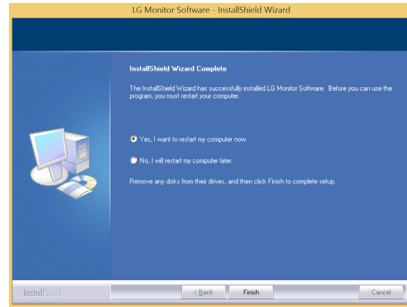 LG Monitor Software - InstallShield Wizard
InstallShield Wizard Complete
The InstallShield Wizard has successfully installed LG Monitor Software. Before you can use the
program, you must restart your computer.
Yes, I want to restart my computer now.
No, I will restart my computer later.
Remove any disks from their drives, and then click Finish to complete setup.
InstallShield
< Back Finish Cancel